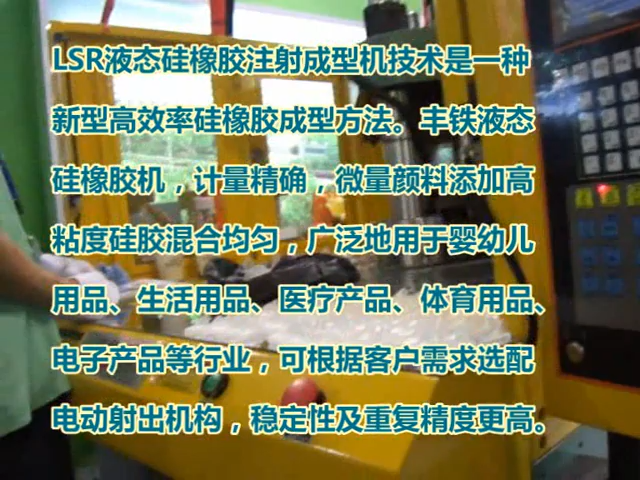 LSR液态硅橡胶注射成型机技术是一种
新型高效率硅橡胶成型方法。丰铁液态
硅橡胶机，计量精确，微量颜料添加高
粘度硅胶混合均匀，广泛地用于婴幼儿
用品、生活用品、医疗产品、体育用品、
电子产品等行业，可根据客户需求选配
电动射出机构，稳定性及重复精度更高。